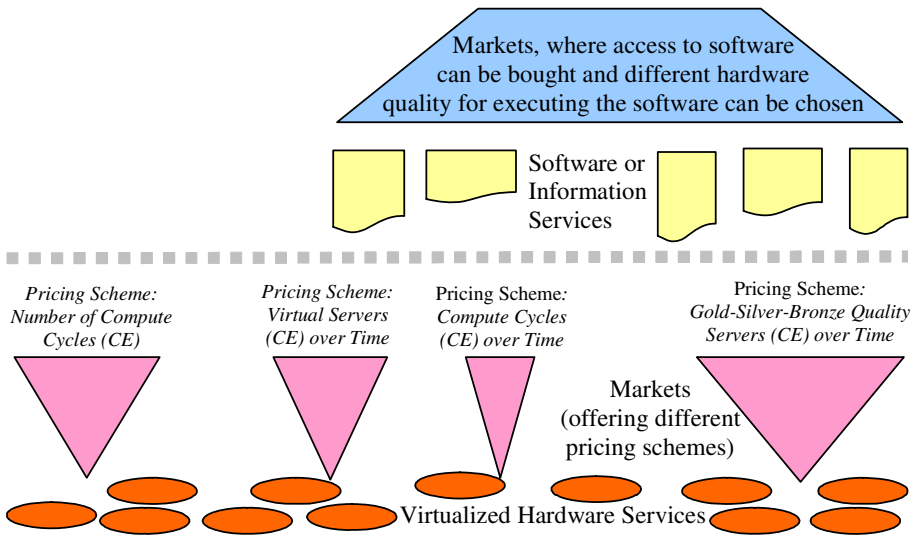 Markets, where access to software
can be bought and different hardware
quality for executing the software can be chosen
Software or
Information
Services
Pricing Scheme:
Number of Compute
Cycles (CE)
Pricing Scheme:
Virtual Servers
(CE) over Time
Pricing Scheme:
Compute Cycles
(CE) over Time
Pricing Scheme:
Gold-Silver-Bronze Quality
Servers (CE) over Time
Markets
(offering different
pricing schemes)
Virtualized Hardware Services